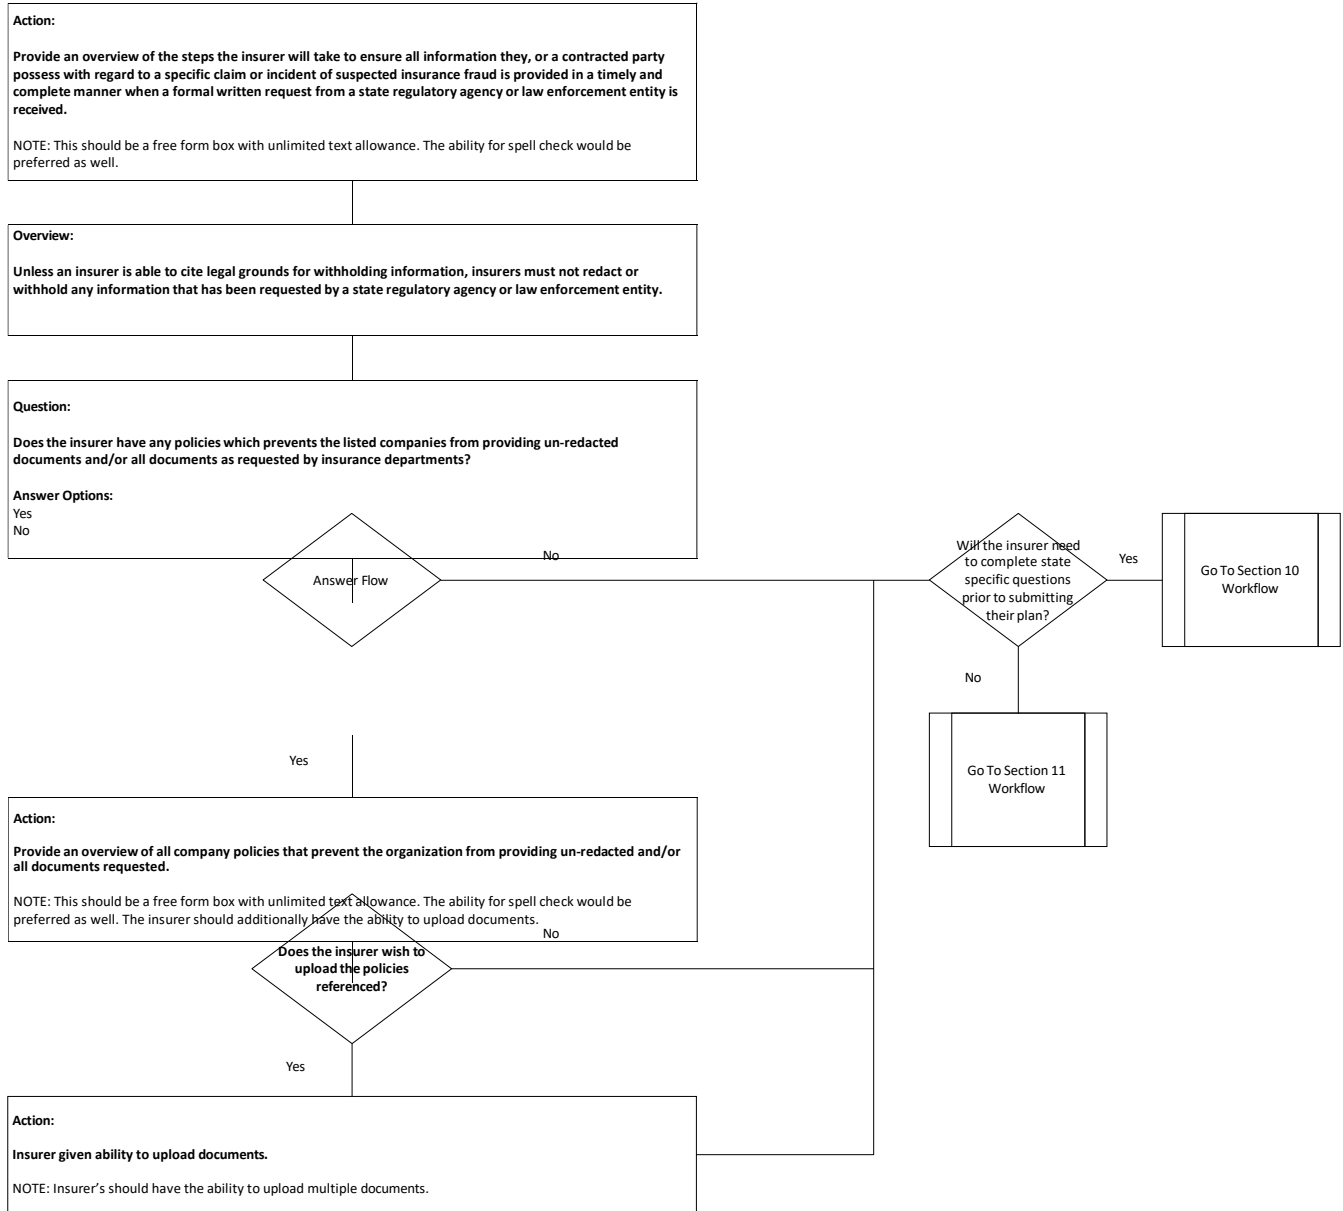 Action:
Provide an overview of the steps the insurer will take to ensure all information they, or a contracted party
possess with regard to a specific claim or incident of suspected insurance fraud is provided in a timely and
complete manner when a formal written request from a state regulatory agency or law enforcement entity is
received.
NOTE: This should be a free form box with unlimited text allowance. The ability for spell check would be
preferred as well.
Overview:
Unless an insurer is able to cite legal grounds for withholding information, insurers must not redact or
withhold any information that has been requested by a state regulatory agency or law enforcement entity.
Question:
Does the insurer have any policies which prevents the listed companies from providing un-redacted
documents and/or all documents as requested by insurance departments?
Answer Options:
Yes
No
Answer Flow
No
Will the insurer need
to complete state
specific questions
prior to submitting
their plan?
Yes
Go To Section 10
Workflow
No
Go To Section 11
Workflow
Yes
Action:
Provide an overview of all company policies that prevent the organization from providing un-redacted and/or
all documents requested.
NOTE: This should be a free form box with unlimited text allowance. The ability for spell check would be
preferred as well. The insurer should additionally have the ability to upload documents.
No
Does the insurer wish to
upload the policies
referenced?
Yes
Action:
Insurer given ability to upload documents.
NOTE: Insurer’s should have the ability to upload multiple documents.